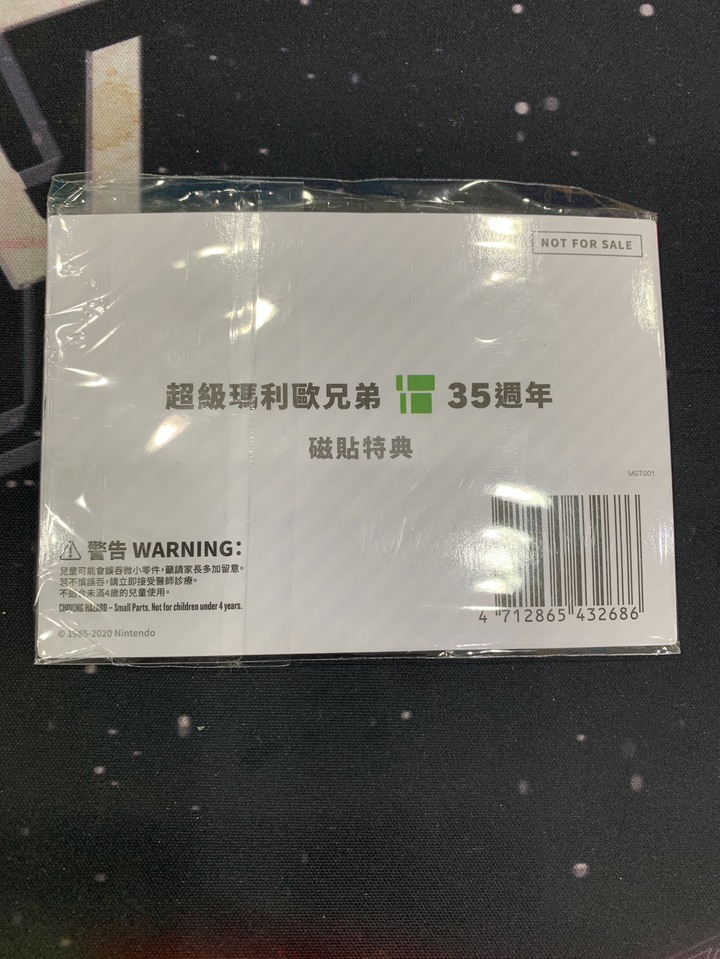 NOT FOR SALE
超級瑪利歐兄弟 35週年
磁貼特典
MGT001
警告 WARNING:
兒童可能會誤吞微小零件,籲請家長多加留意。
若不慎誤吞,請立即接受醫師診療。
不適合未滿4歲的兒童使用。
CHOKING HAZARD – Small Parts. Not for children under 4 years.
© 1985-2020 Nintendo
4 712865 432686